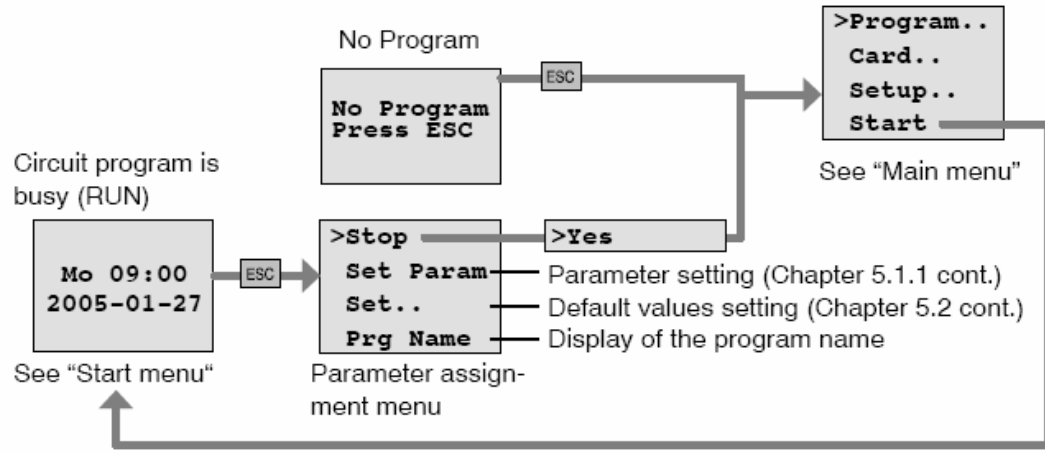 No Program
No Program
Press ESC
ESC
>Program..
Card..
Setup..
Start
See “Main menu”
Circuit program is
busy (RUN)
Mo 09:00
2005-01-27
See “Start menu“
ESC
>Stop
Set Param
Set..
Prg Name
Parameter assign-
ment menu
>Yes
Parameter setting (Chapter 5.1.1 cont.)
Default values setting (Chapter 5.2 cont.)
Display of the program name